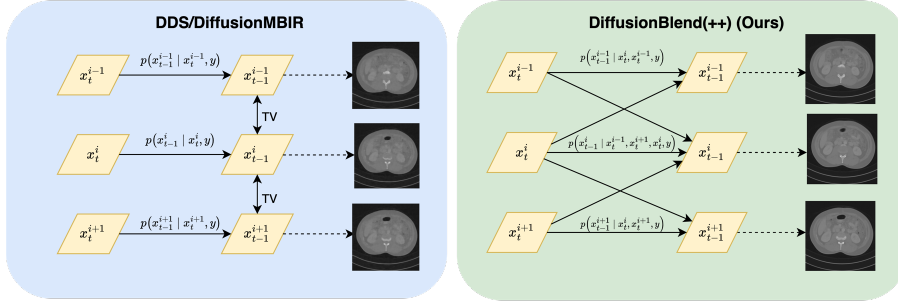 DDS/DiffusionMBIR
x_t^{i-1}
p(x_{t-1}^{i-1} | x_t^{i-1}, y)
x_{t-1}^{i-1}
TV
x_t^i
p(x_{t-1}^i | x_t^i, y)
x_{t-1}^i
TV
x_t^{i+1}
p(x_{t-1}^{i+1} | x_t^{i+1}, y)
x_{t-1}^{i+1}
DiffusionBlend(++) (Ours)
x_t^{i-1}
p(x_{t-1}^{i-1} | x_t^i, x_t^{i-1}, y)
x_{t-1}^{i-1}
x_t^i
p(x_{t-1}^i | x_t^{i-1}, x_t^{i+1}, x_t^i, y)
x_{t-1}^i
x_t^{i+1}
p(x_{t-1}^{i+1} | x_t^i, x_t^{i+1}, y)
x_{t-1}^{i+1}